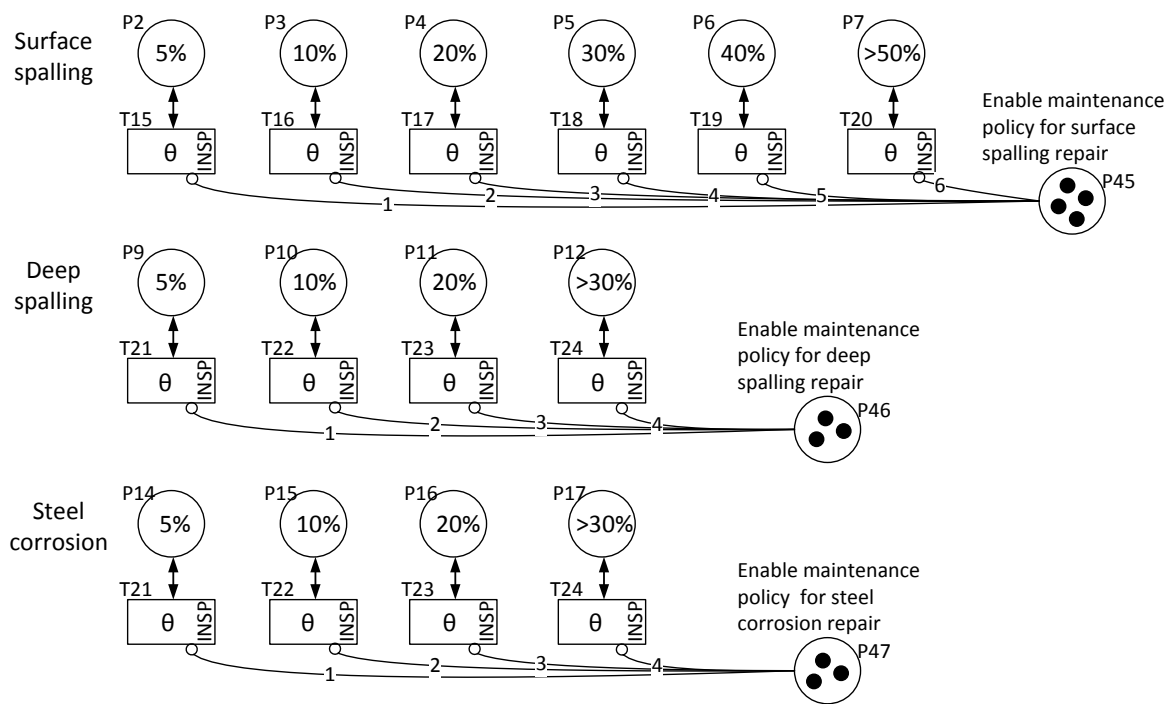 P2 P3 P4 P5 P6 P7
Surface
spalling
5% 10% 20% 30% 40% >50%
Enable maintenance
policy for surface
spalling repair
T15 T16 T17 T18 T19 T20
θ INSP θ INSP θ INSP θ INSP θ INSP θ INSP
P45
1 2 3 4 5 6
P9 P10 P11 P12
Deep
spalling
5% 10% 20% >30%
Enable maintenance
policy for deep
spalling repair
T21 T22 T23 T24
θ INSP θ INSP θ INSP θ INSP
P46
1 2 3 4
P14 P15 P16 P17
Steel
corrosion
5% 10% 20% >30%
Enable maintenance
policy for steel
corrosion repair
T21 T22 T23 T24
θ INSP θ INSP θ INSP θ INSP
P47
1 2 3 4